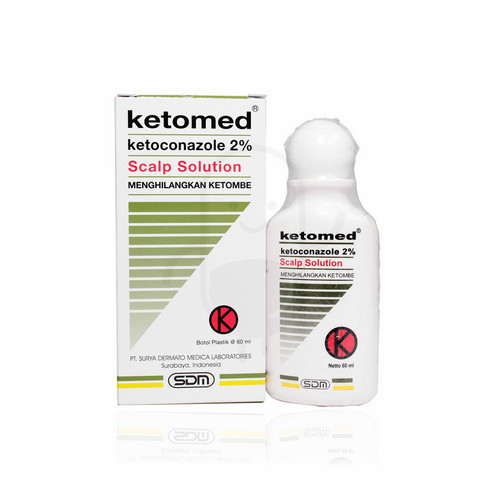 ketomed®
ketoconazole 2%
Scalp Solution
MENGHILANGKAN KETOMBE
K
Botol Plastik @ 60 ml
PT. SURYA DERMATO MEDICA LABORATORIES
Surabaya, Indonesia
SDM
ketomed®
ketoconazole 2%
Scalp Solution
MENGHILANGKAN KETOMBE
K
Netto 60 ml
SDM